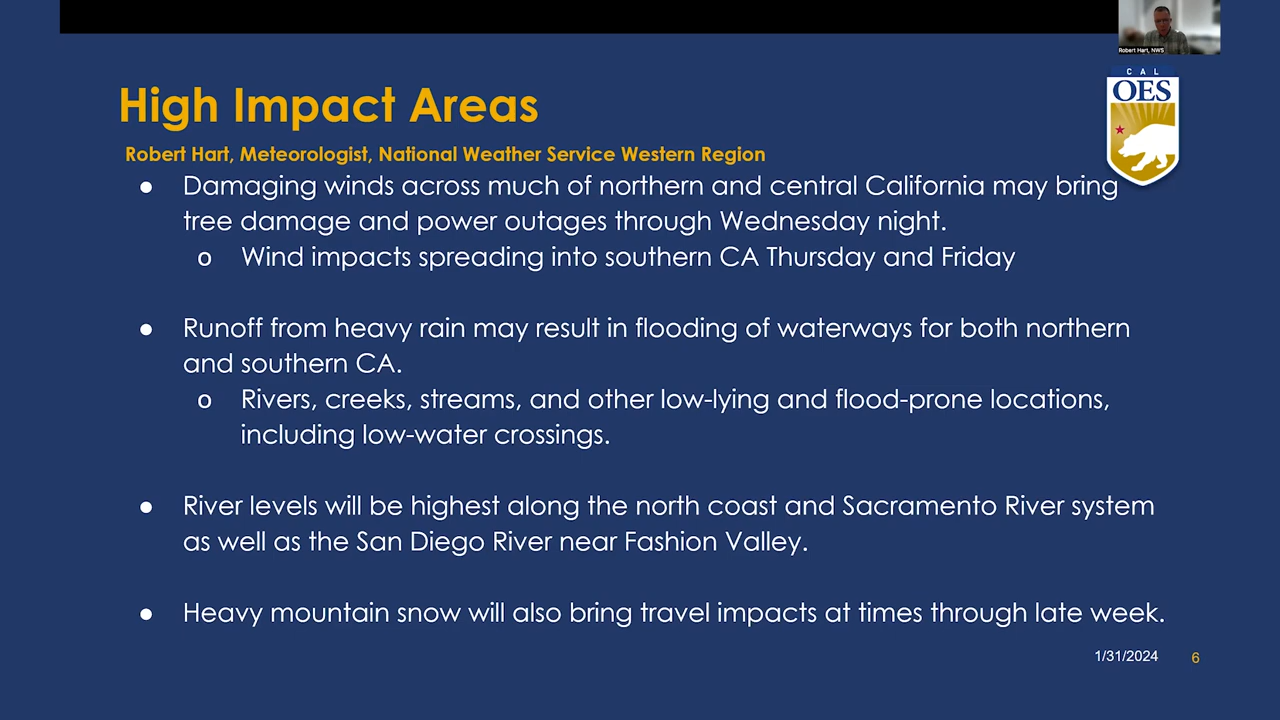 Robert Hart, NWS
CAL
OES
High Impact Areas
Robert Hart, Meteorologist, National Weather Service Western Region
● Damaging winds across much of northern and central California may bring
tree damage and power outages through Wednesday night.
o Wind impacts spreading into southern CA Thursday and Friday
● Runoff from heavy rain may result in flooding of waterways for both northern
and southern CA.
o Rivers, creeks, streams, and other low-lying and flood-prone locations,
including low-water crossings.
● River levels will be highest along the north coast and Sacramento River system
as well as the San Diego River near Fashion Valley.
● Heavy mountain snow will also bring travel impacts at times through late week.
1/31/2024 6